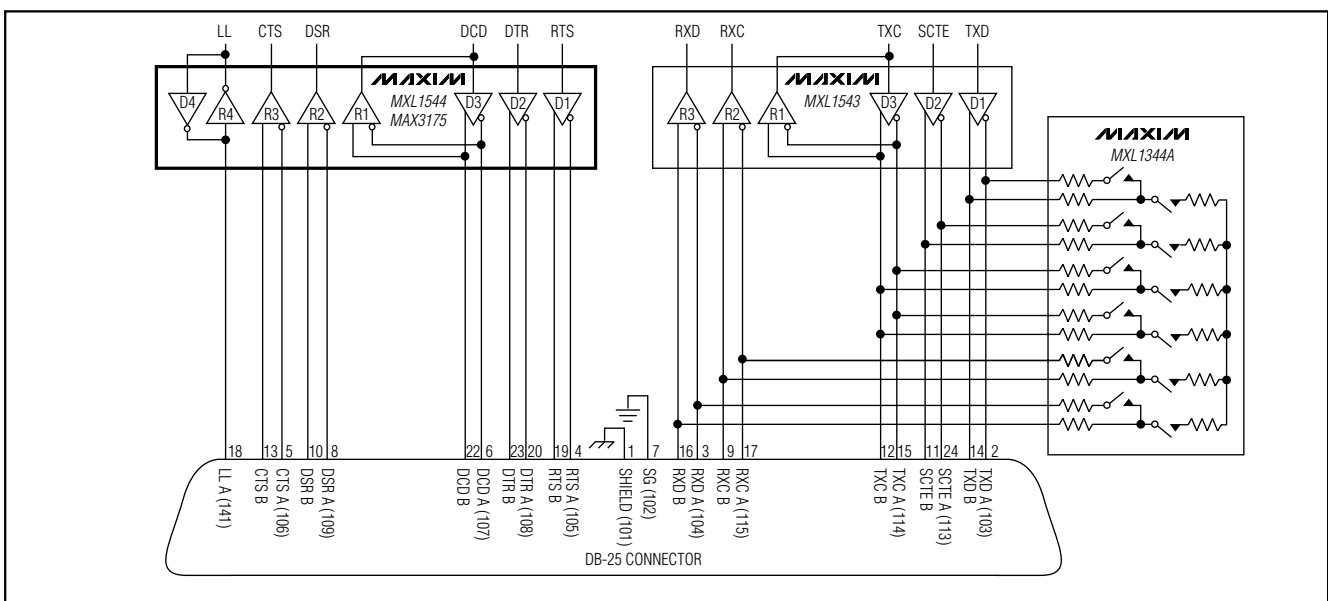 LL CTS DSR DCD DTR RTS RXD RXC TXC SCTE TXD
MAXIM
MXL1544
MAX3175
D4 R4 R3 R2 R1 D3 D2 D1
MAXIM
MXL1543
R3 R2 R1 D3 D2 D1
MAXIM
MXL1344A
18 13 5 10 8 22 6 23 20 19 4 1 7 16 3 9 17 12 15 11 24 14 2
LL A (141)
CTS B
CTS A (106)
DSR B
DSR A (109)
DCD B
DCD A (107)
DTR B
DTR A (108)
RTS B
RTS A (105)
SHIELD (101)
SG (102)
RXD B
RXD A (104)
RXC B
RXC A (115)
TXC B
TXC A (114)
SCTE B
SCTE A (113)
TXD B
TXD A (103)
DB-25 CONNECTOR